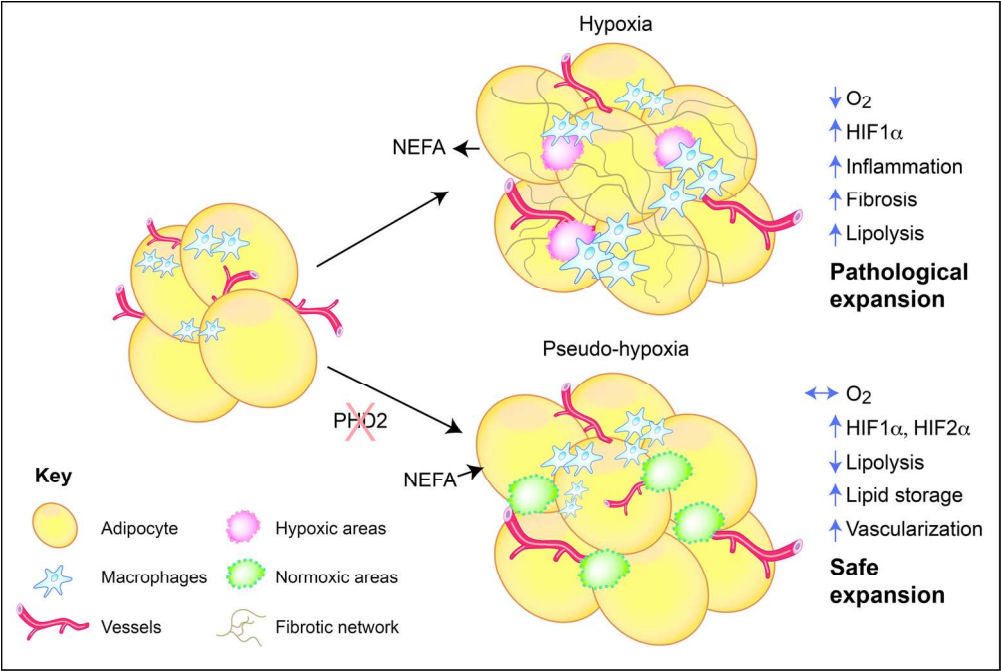 Hypoxia
NEFA
↓ O2
↑ HIF1α
↑ Inflammation
↑ Fibrosis
↑ Lipolysis
Pathological
expansion
PHD2
Pseudo-hypoxia
NEFA
↔ O2
↑ HIF1α, HIF2α
↓ Lipolysis
↑ Lipid storage
↑ Vascularization
Safe
expansion
Key
Adipocyte
Hypoxic areas
Macrophages
Normoxic areas
Vessels
Fibrotic network